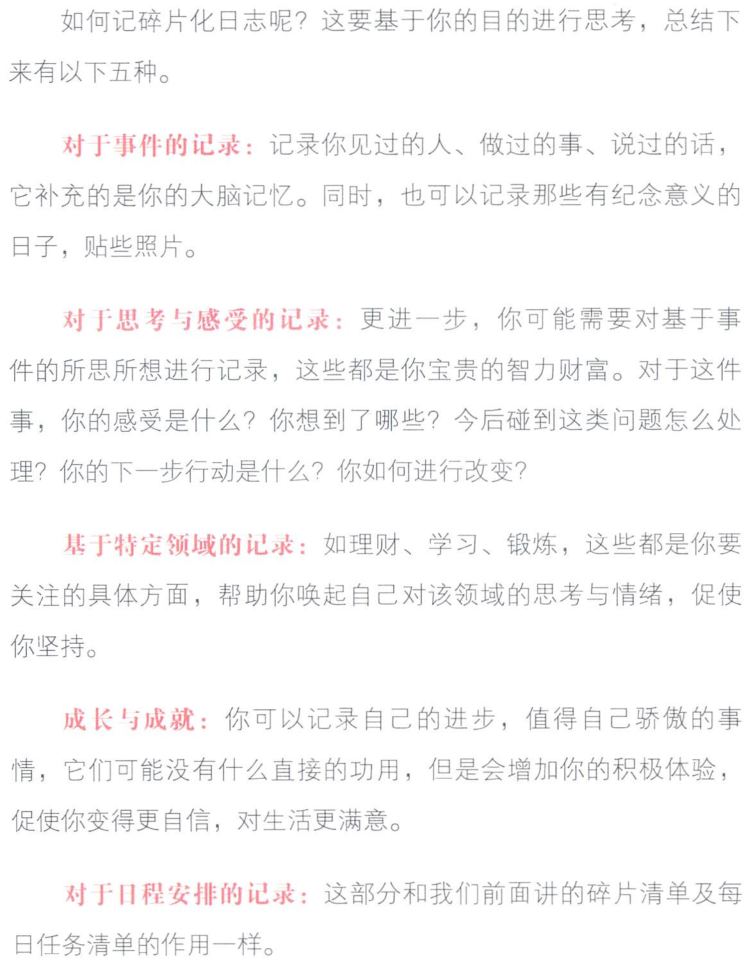 如何记碎片化日志呢？这要基于你的目的进行思考，总结下
来有以下五种。
对于事件的记录：记录你见过的人、做过的事、说过的话，
它补充的是你的大脑记忆。同时，也可以记录那些有纪念意义的
日子，贴些照片。
对于思考与感受的记录：更进一步，你可能需要对基于事
件的所思所想进行记录，这些都是你宝贵的智力财富。对于这件
事，你的感受是什么？你想到了哪些？今后碰到这类问题怎么处
理？你的下一步行动是什么？你如何进行改变？
基于特定领域的记录：如理财、学习、锻炼，这些都是你要
关注的具体方面，帮助你唤起自己对该领域的思考与情绪，促使
你坚持。
成长与成就：你可以记录自己的进步，值得自己骄傲的事
情，它们可能没有什么直接的功用，但是会增加你的积极体验，
促使你变得更自信，对生活更满意。
对于日程安排的记录：这部分和我们前面讲的碎片清单及每
日任务清单的作用一样。